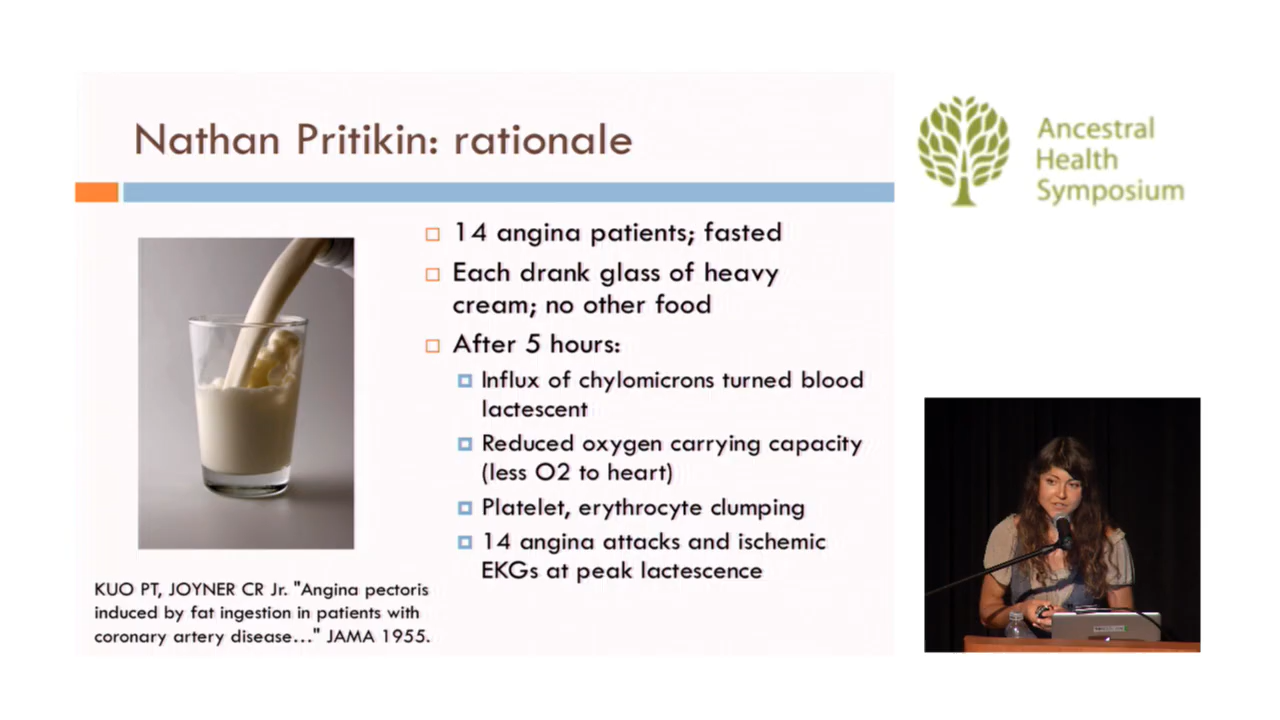 Nathan Pritikin: rationale
Ancestral
Health
Symposium
14 angina patients; fasted
Each drank glass of heavy
cream; no other food
After 5 hours:
Influx of chylomicrons turned blood
lactescent
Reduced oxygen carrying capacity
(less O2 to heart)
Platelet, erythrocyte clumping
14 angina attacks and ischemic
EKGs at peak lactescence
KUO PT, JOYNER CR Jr. "Angina pectoris
induced by fat ingestion in patients with
coronary artery disease…" JAMA 1955.